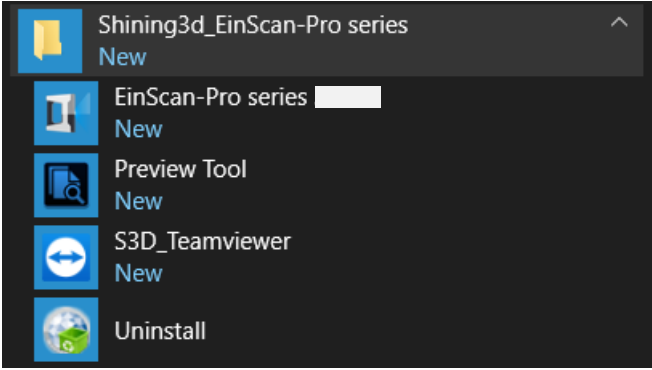 Shining3d_EinScan-Pro series
New
EinScan-Pro series
New
Preview Tool
New
S3D_Teamviewer
New
Uninstall